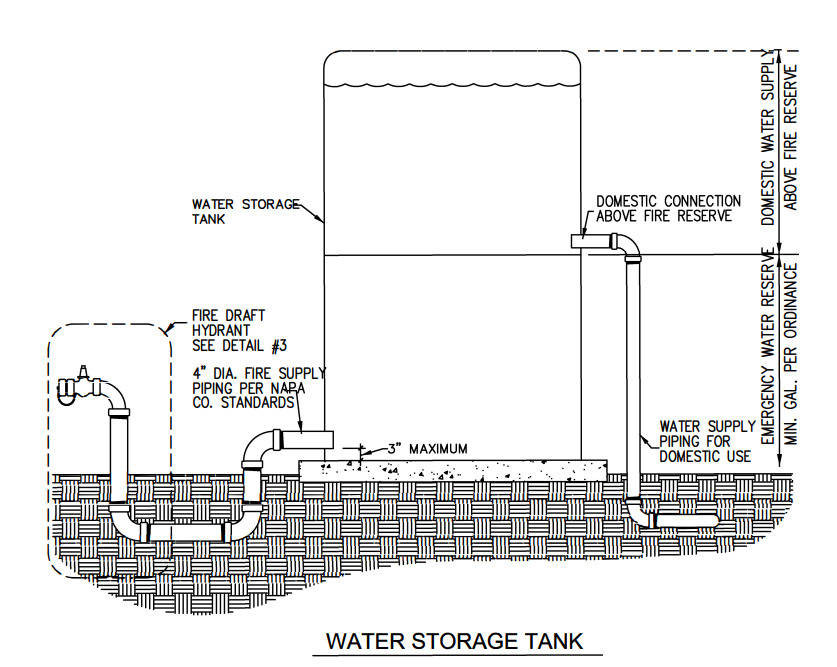 WATER STORAGE
TANK
DOMESTIC CONNECTION
ABOVE FIRE RESERVE
DOMESTIC WATER SUPPLY
ABOVE FIRE RESERVE
FIRE DRAFT
HYDRANT
SEE DETAIL #3
4" DIA. FIRE SUPPLY
PIPING PER NAPA
CO. STANDARDS
3" MAXIMUM
WATER SUPPLY
PIPING FOR
DOMESTIC USE
EMERGENCY WATER RESERVE
MIN. GAL. PER ORDINANCE
WATER STORAGE TANK